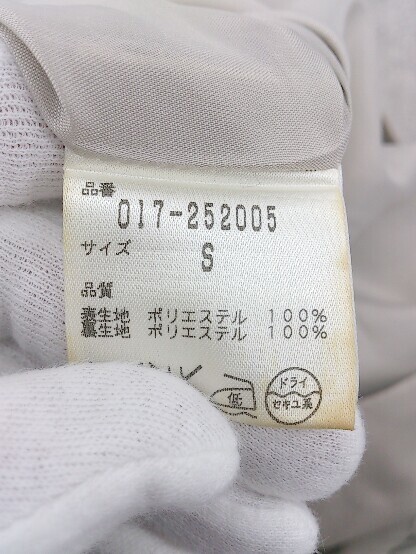 品番
017-252005
サイズ
S
品質
表生地 ポリエステル 100%
裏生地 ポリエステル 100%
低
ドライ
セキユ系